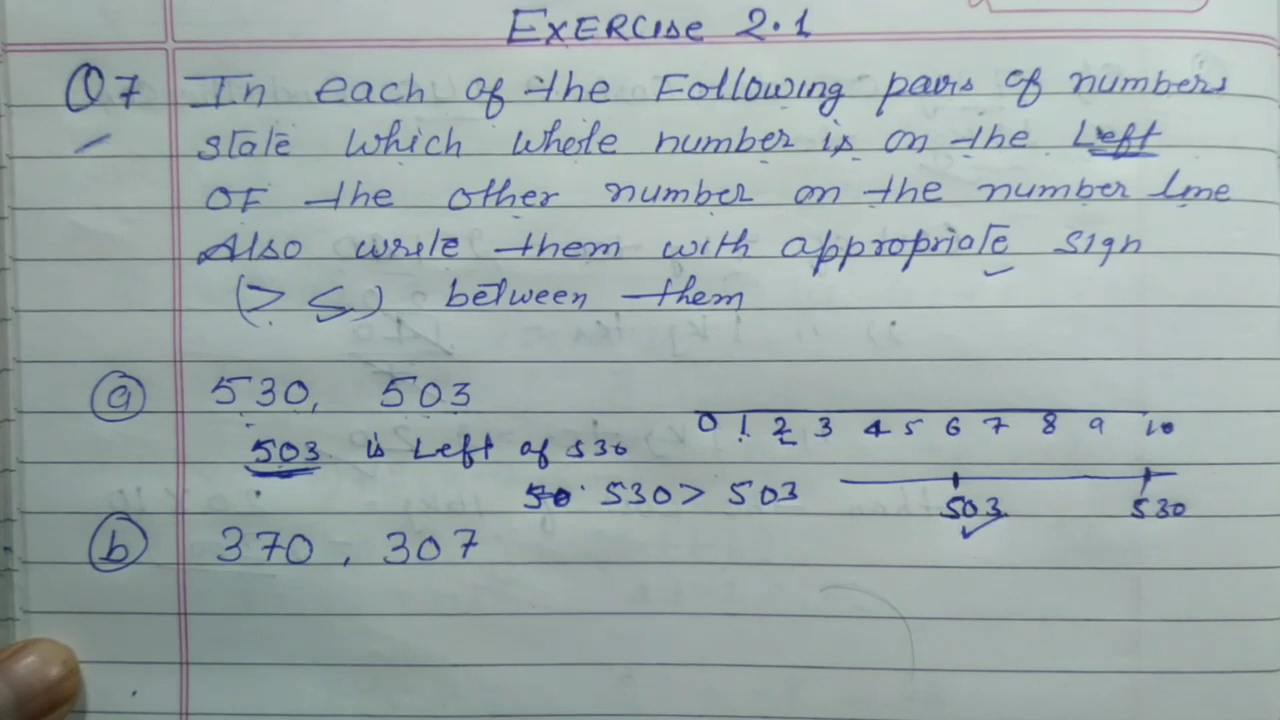 EXERCISE 2.1
Q7 In each of the Following pairs of numbers
state which whole number is on the Left
OF the other number on the number line
Also write them with appropriate sign
(> <) between them
a 530, 503
0 1 2 3 4 5 6 7 8 9 10
503 is Left of 530
530 > 503
503 530
b 370, 307